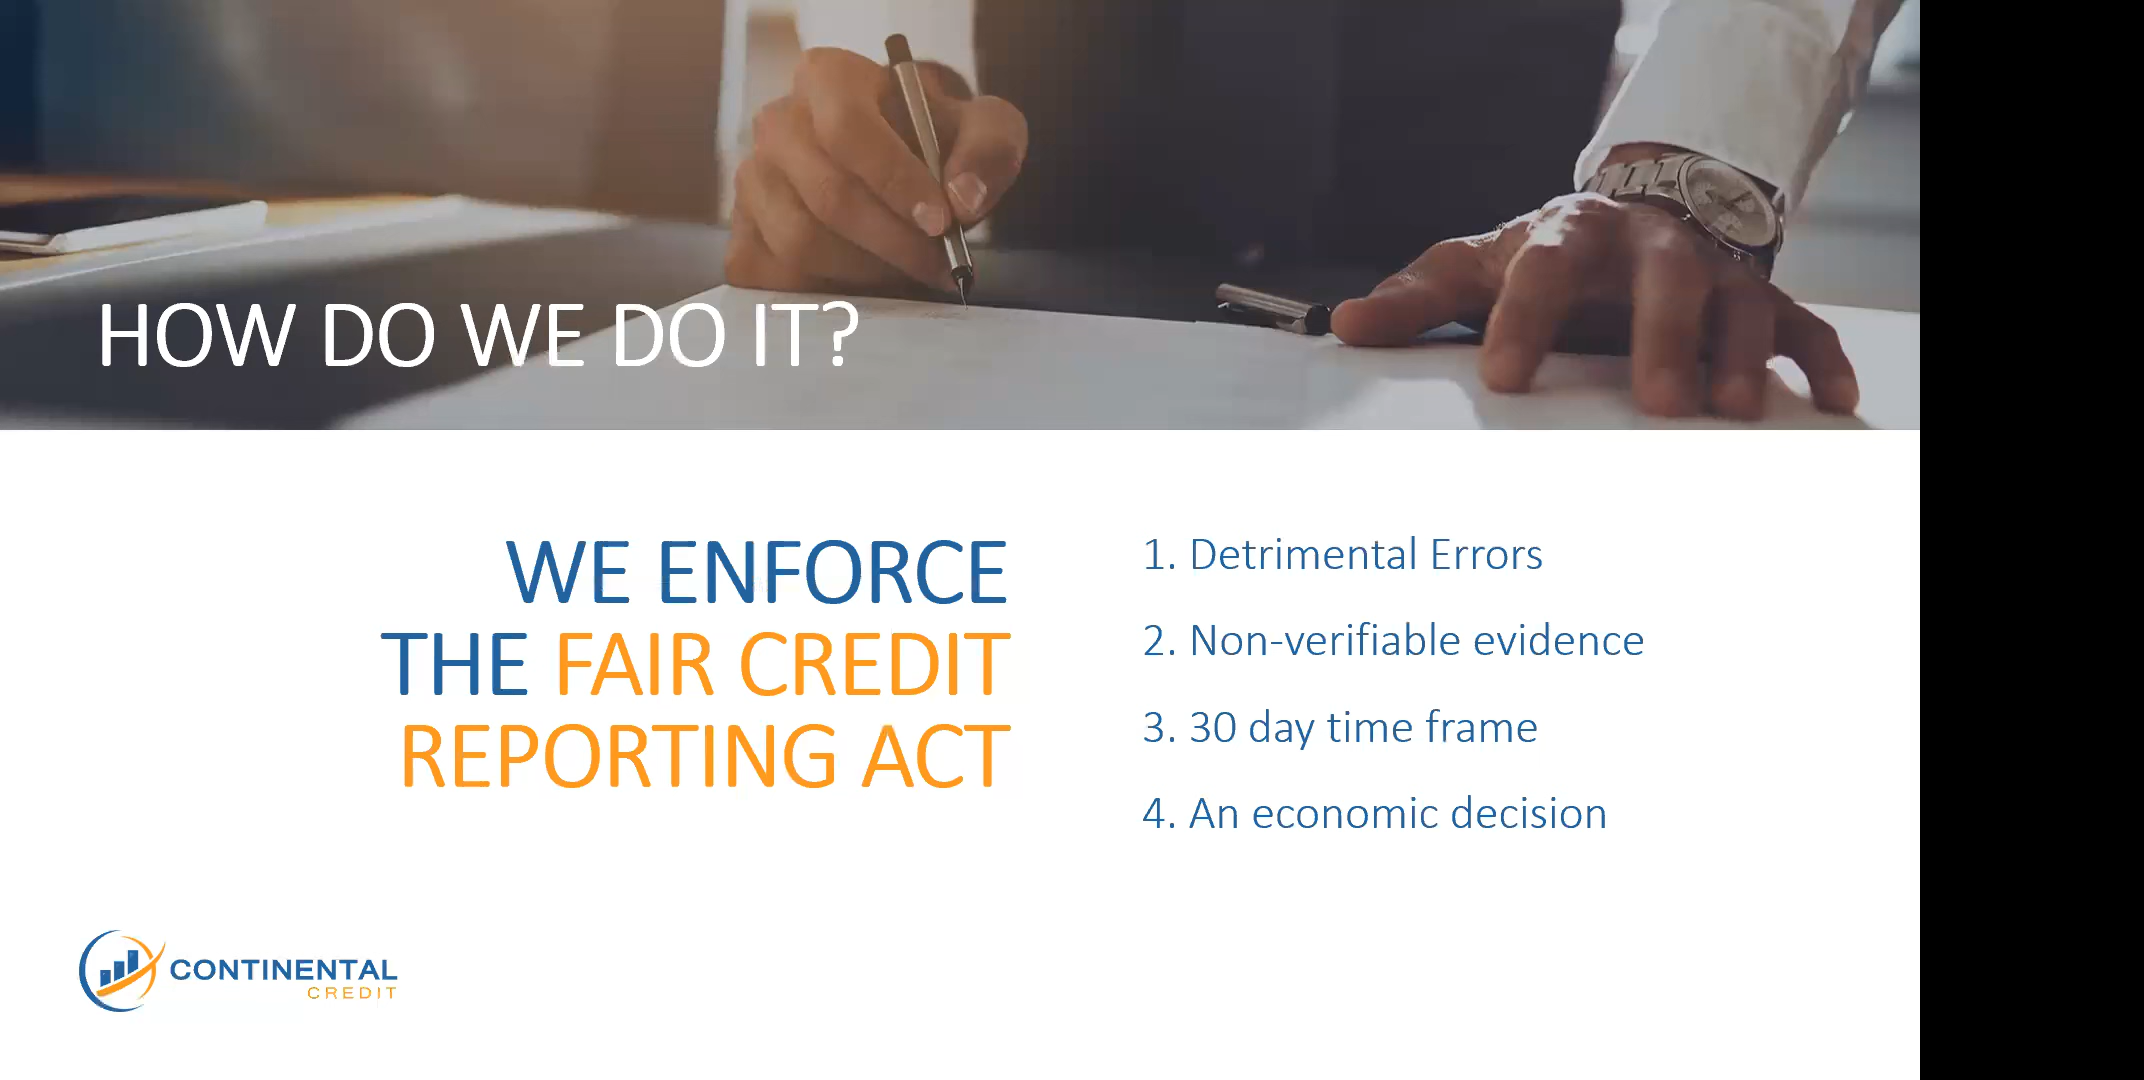 HOW DO WE DO IT?
WE ENFORCE
THE FAIR CREDIT
REPORTING ACT
1. Detrimental Errors
2. Non-verifiable evidence
3. 30 day time frame
4. An economic decision
CONTINENTAL
CREDIT